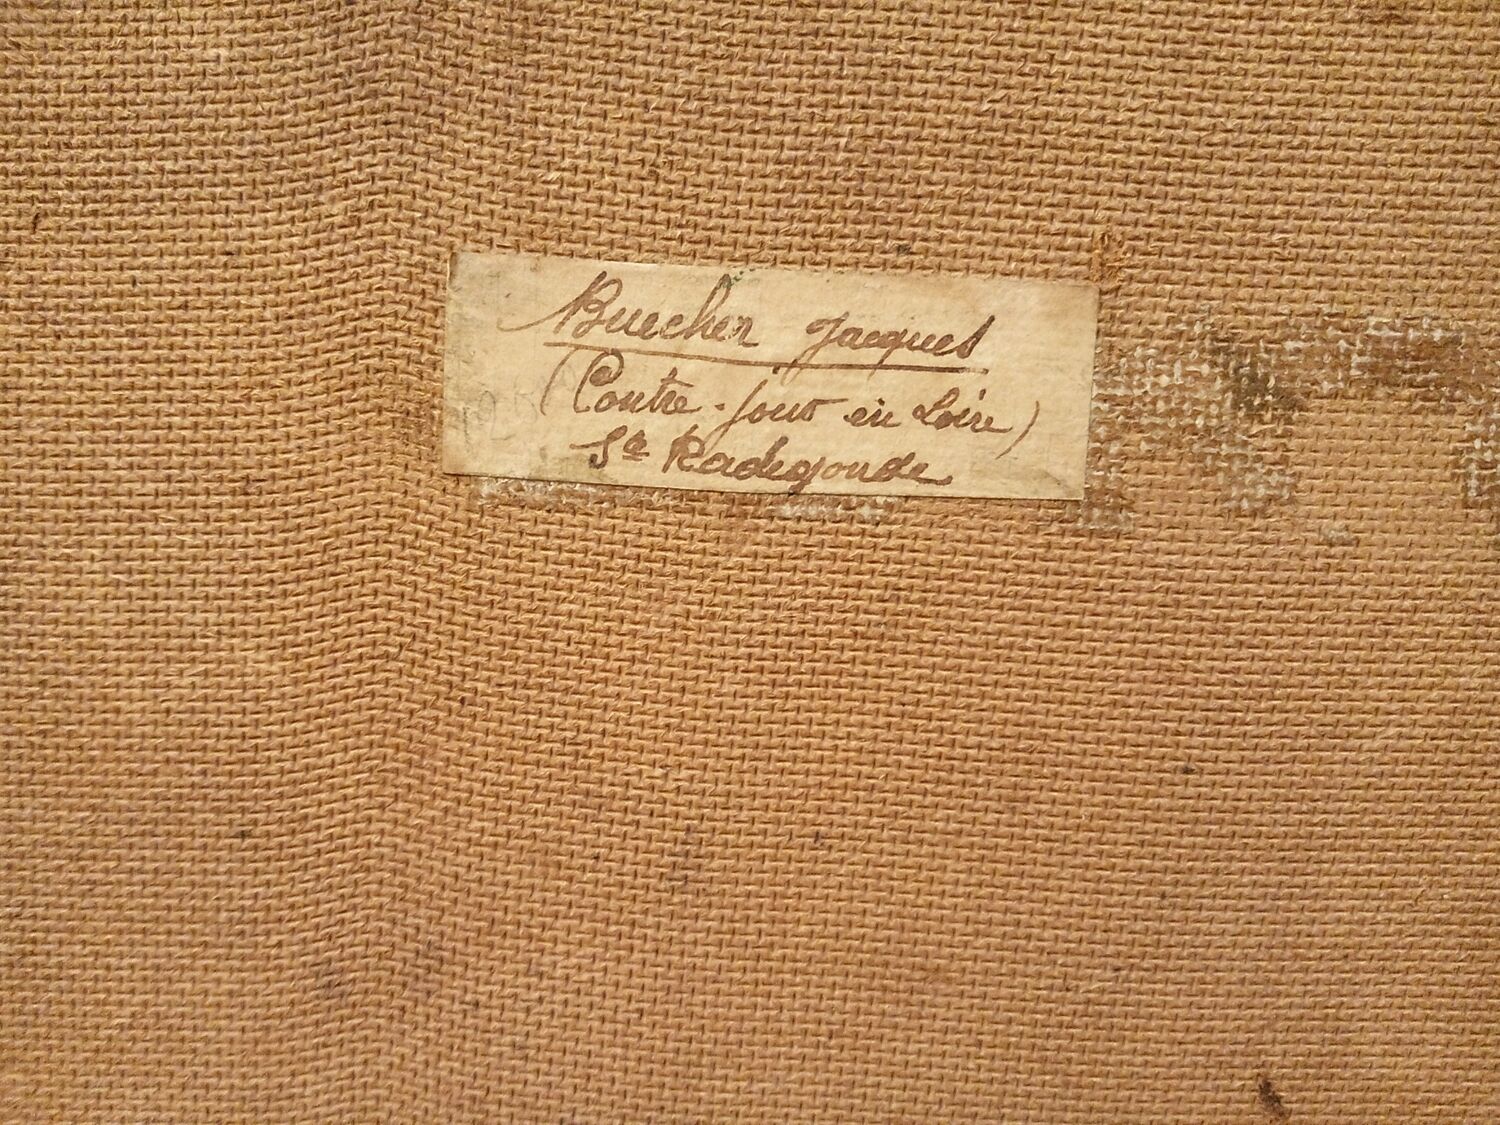 Buecher Jacques
(Contre-jour en Loire)
Ste Radegonde